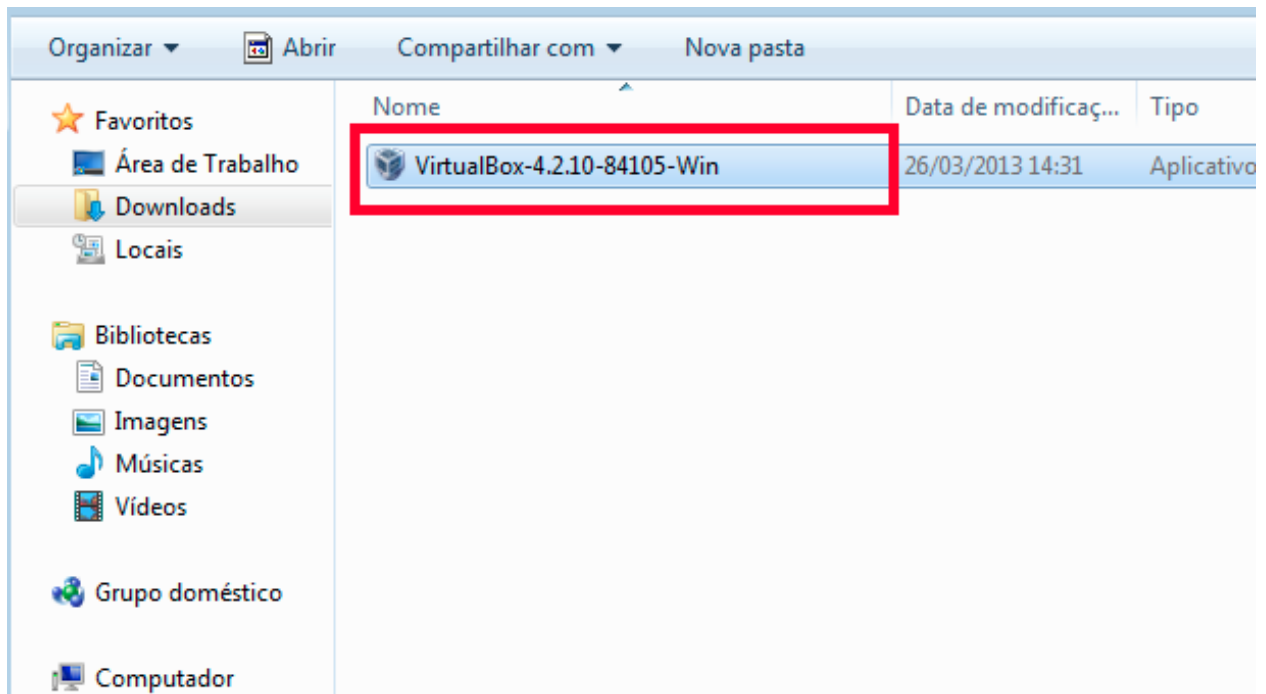 Organizar Abrir Compartilhar com Nova pasta
Nome Data de modificaç... Tipo
Favoritos
VirtualBox-4.2.10-84105-Win 26/03/2013 14:31 Aplicativo
Área de Trabalho
Downloads
Locais
Bibliotecas
Documentos
Imagens
Músicas
Vídeos
Grupo doméstico
Computador